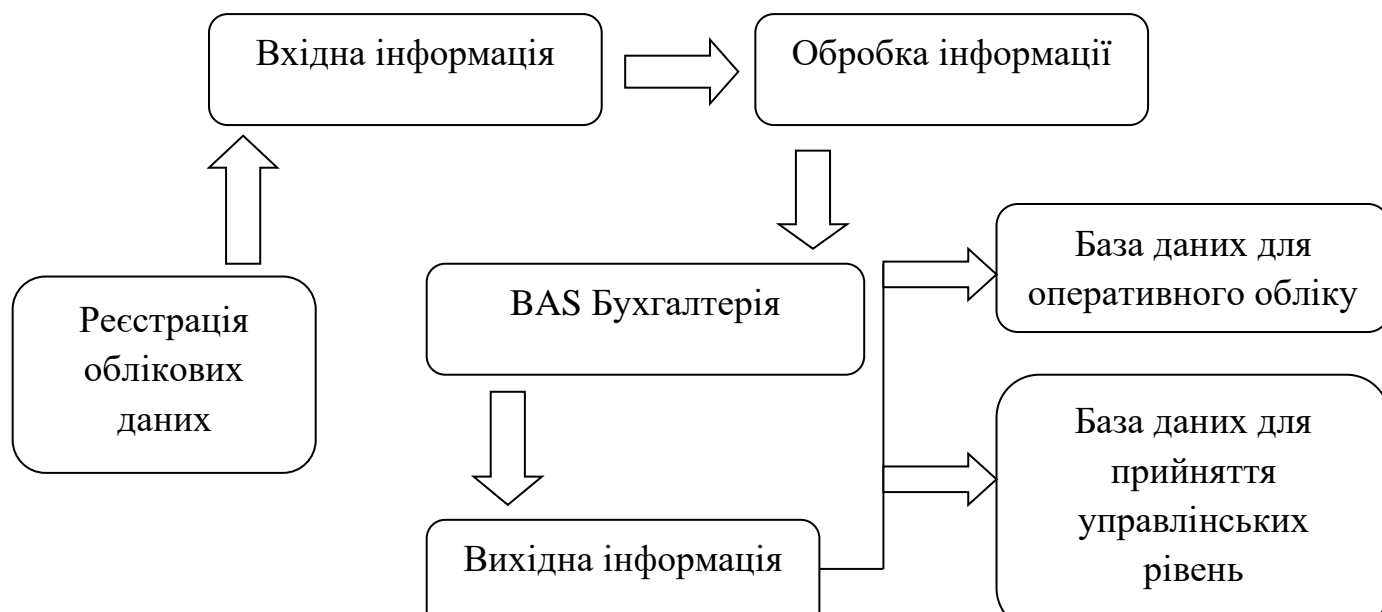 Вхідна інформація
Обробка інформації
Реєстрація
облікових
даних
BAS Бухгалтерія
База даних для
оперативного обліку
База даних для
прийняття
управлінських
рівень
Вихідна інформація